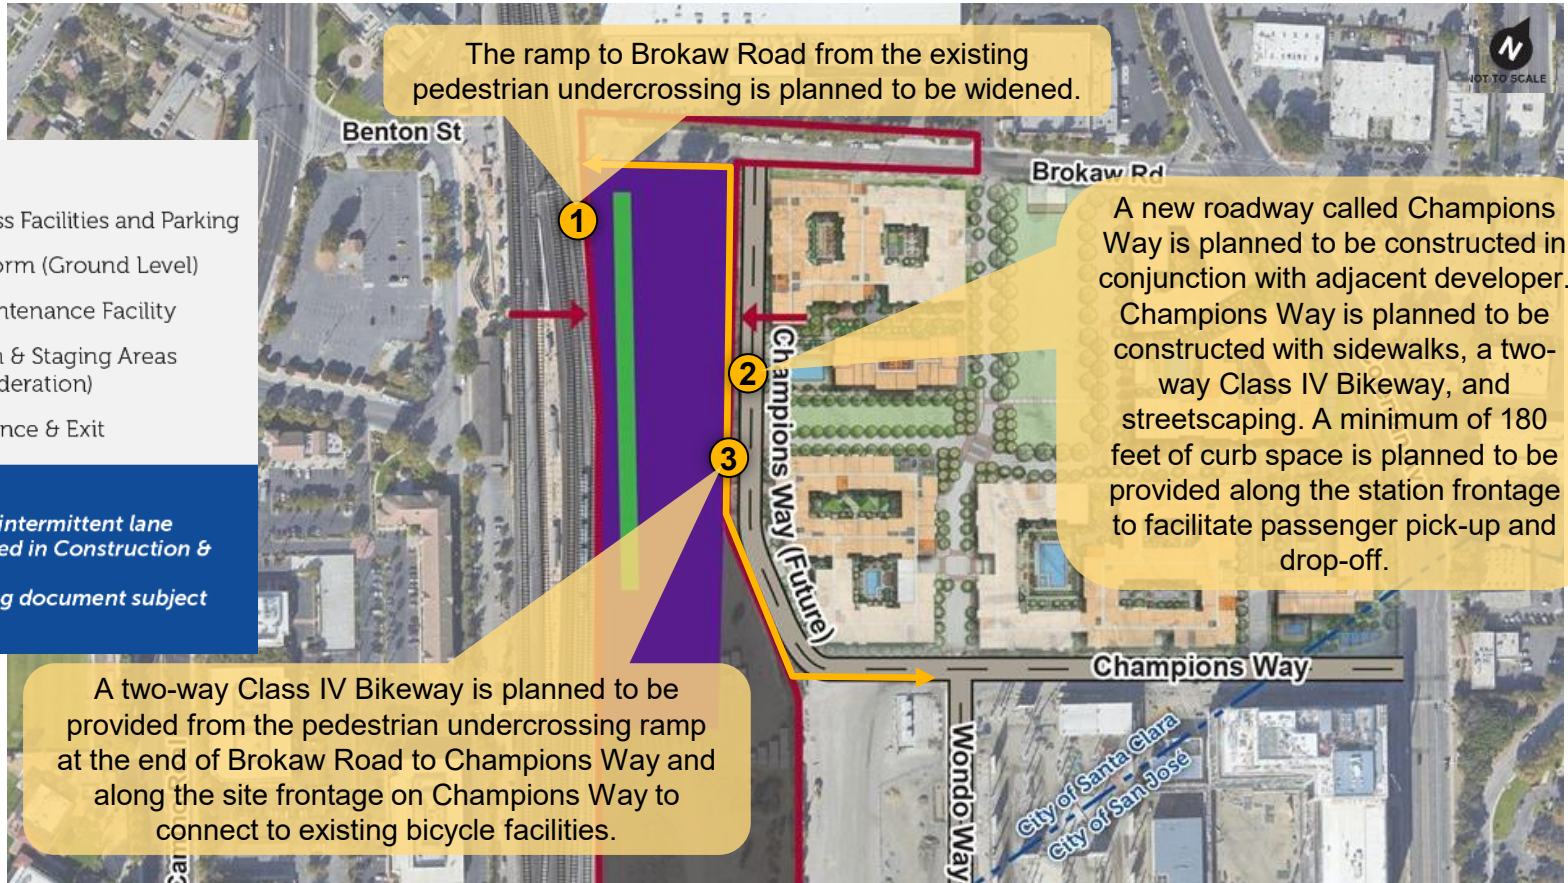 The ramp to Brokaw Road from the existing
pedestrian undercrossing is planned to be widened.
N
NOT TO SCALE
Benton St
Brokaw Rd
ss Facilities and Parking
orm (Ground Level)
ntenance Facility
n & Staging Areas
deration)
nce & Exit
intermittent lane
ed in Construction &
g document subject
1
2
3
A new roadway called Champions
Way is planned to be constructed in
conjunction with adjacent developer.
Champions Way is planned to be
constructed with sidewalks, a two-
way Class IV Bikeway, and
streetscaping. A minimum of 180
feet of curb space is planned to be
provided along the station frontage
to facilitate passenger pick-up and
drop-off.
Champions Way (Future)
Champions Way
Wondo Way
City of Santa Clara
City of San José
A two-way Class IV Bikeway is planned to be
provided from the pedestrian undercrossing ramp
at the end of Brokaw Road to Champions Way and
along the site frontage on Champions Way to
connect to existing bicycle facilities.